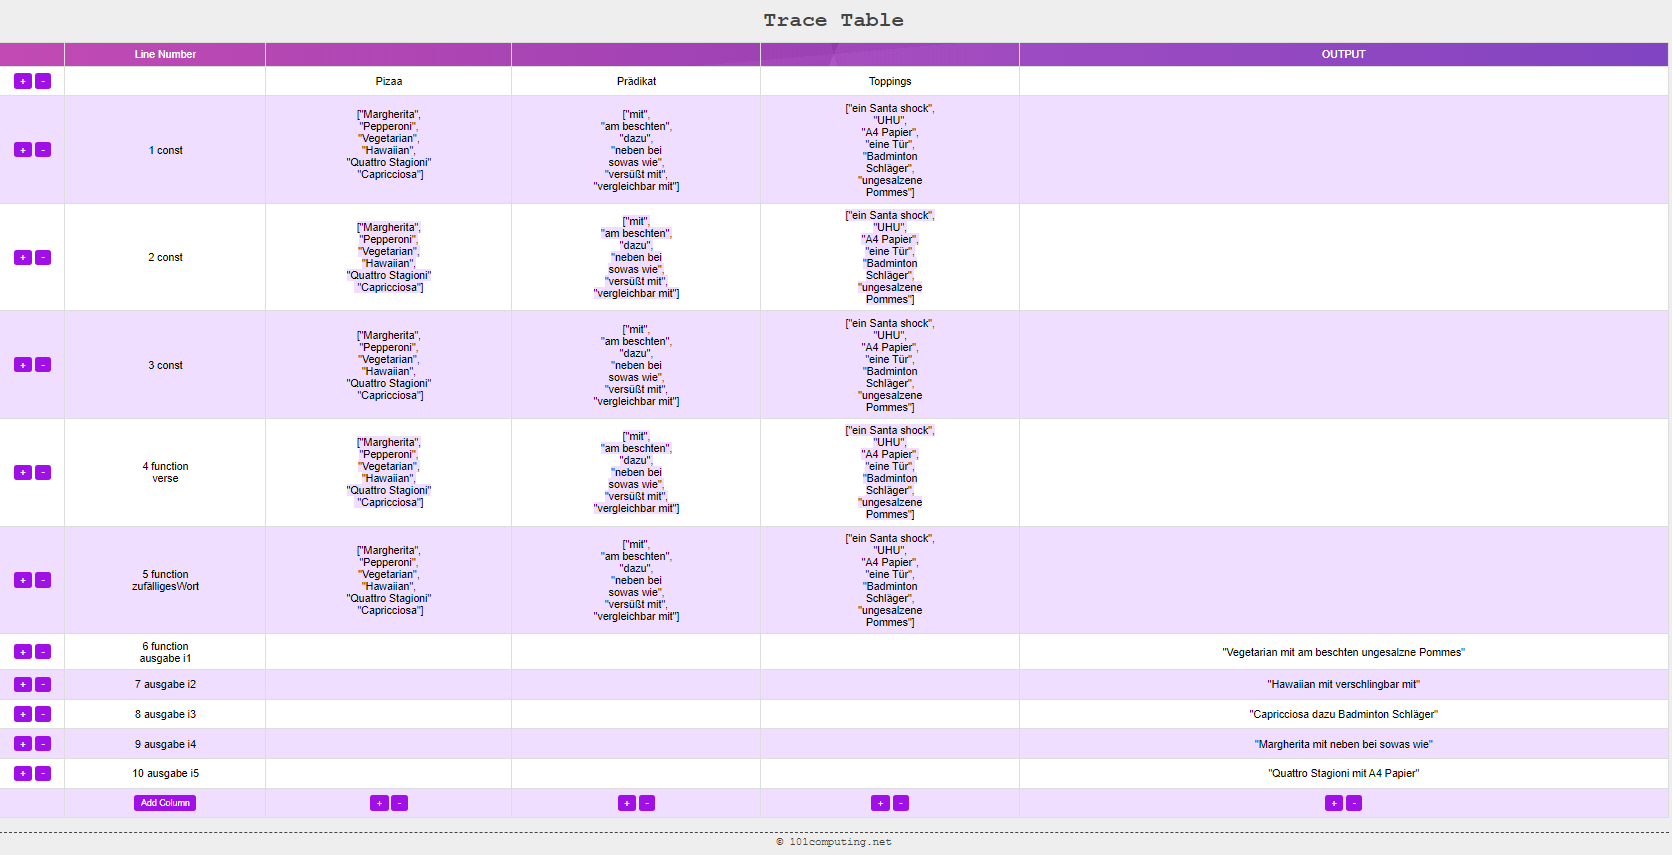 Trace Table
Line Number OUTPUT
+ - Pizaa Prädikat Toppings
+ - 1 const
["Margherita",
"Pepperoni",
"Vegetarian",
"Hawaiian",
"Quattro Stagioni"
"Capricciosa"]
["mit",
"am beschten",
"dazu",
"neben bei
sowas wie",
"versüßt mit",
"vergleichbar mit"]
["ein Santa shock",
"UHU",
"A4 Papier",
"eine Tür",
"Badminton
Schläger",
"ungesalzene
Pommes"]
+ - 2 const
["Margherita",
"Pepperoni",
"Vegetarian",
"Hawaiian",
"Quattro Stagioni"
"Capricciosa"]
["mit",
"am beschten",
"dazu",
"neben bei
sowas wie",
"versüßt mit",
"vergleichbar mit"]
["ein Santa shock",
"UHU",
"A4 Papier",
"eine Tür",
"Badminton
Schläger",
"ungesalzene
Pommes"]
+ - 3 const
["Margherita",
"Pepperoni",
"Vegetarian",
"Hawaiian",
"Quattro Stagioni"
"Capricciosa"]
["mit",
"am beschten",
"dazu",
"neben bei
sowas wie",
"versüßt mit",
"vergleichbar mit"]
["ein Santa shock",
"UHU",
"A4 Papier",
"eine Tür",
"Badminton
Schläger",
"ungesalzene
Pommes"]
+ - 4 function
verse
["Margherita",
"Pepperoni",
"Vegetarian",
"Hawaiian",
"Quattro Stagioni"
"Capricciosa"]
["mit",
"am beschten",
"dazu",
"neben bei
sowas wie",
"versüßt mit",
"vergleichbar mit"]
["ein Santa shock",
"UHU",
"A4 Papier",
"eine Tür",
"Badminton
Schläger",
"ungesalzene
Pommes"]
+ - 5 function
zufälligesWort
["Margherita",
"Pepperoni",
"Vegetarian",
"Hawaiian",
"Quattro Stagioni"
"Capricciosa"]
["mit",
"am beschten",
"dazu",
"neben bei
sowas wie",
"versüßt mit",
"vergleichbar mit"]
["ein Santa shock",
"UHU",
"A4 Papier",
"eine Tür",
"Badminton
Schläger",
"ungesalzene
Pommes"]
+ - 6 function
ausgabe i1
"Vegetarian mit am beschten ungesalzne Pommes"
+ - 7 ausgabe i2 "Hawaiian mit verschlingbar mit"
+ - 8 ausgabe i3 "Capricciosa dazu Badminton Schläger"
+ - 9 ausgabe i4 "Margherita mit neben bei sowas wie"
+ - 10 ausgabe i5 "Quattro Stagioni mit A4 Papier"
Add Column + - + - + - + -
© 101computing.net